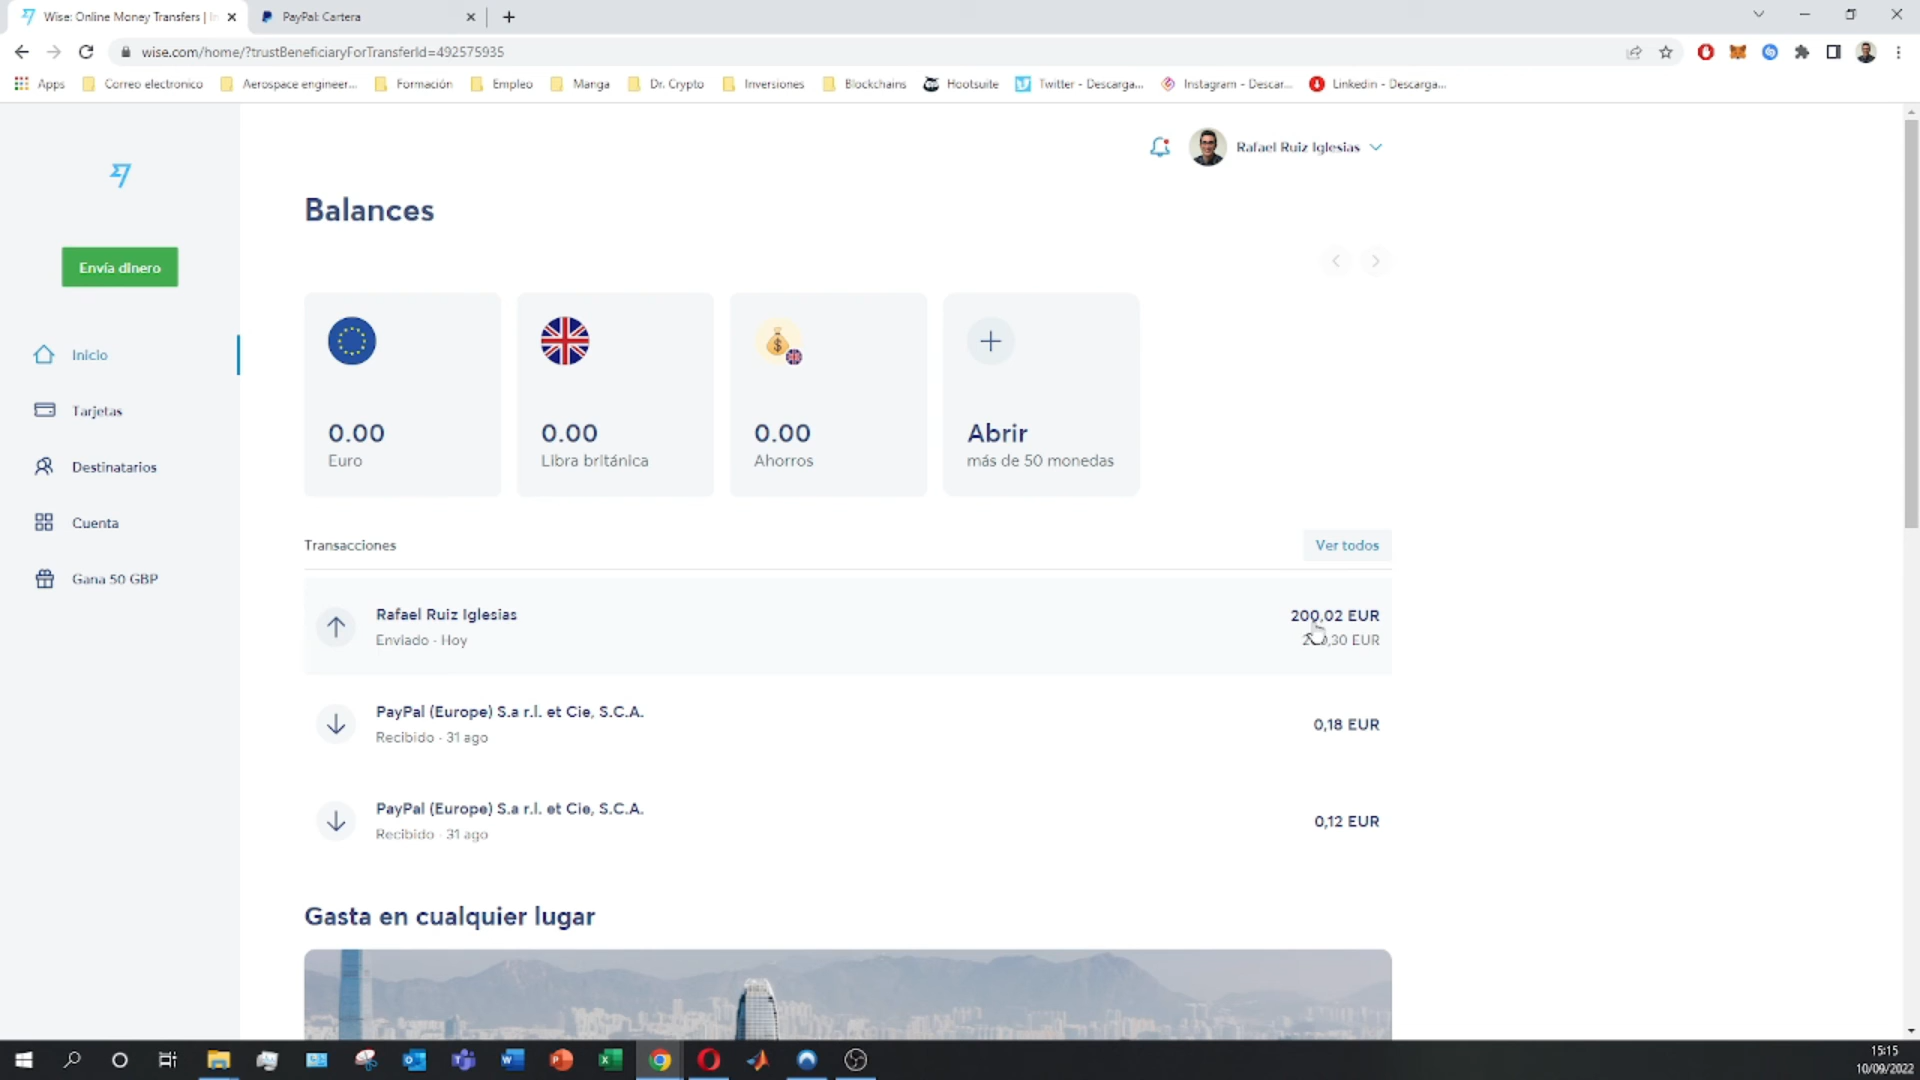 Wise: Online Money Transfers | In
PayPal: Cartera
wise.com/home/?trustBeneficiaryForTransferId=492575935
Apps
Correo electronico
Aerospace engineer...
Formación
Empleo
Manga
Dr. Crypto
Inversiones
Blockchains
Hootsuite
Twitter - Descarga...
Instagram - Descar...
Linkedin - Descarga...
Rafael Ruiz Iglesias
Balances
Envía dinero
Inicio
Tarjetas
Destinatarios
Cuenta
Gana 50 GBP
0.00
Euro
0.00
Libra británica
0.00
Ahorros
Abrir
más de 50 monedas
Transacciones
Ver todos
Rafael Ruiz Iglesias
200,02 EUR
Enviado - Hoy
,30 EUR
PayPal (Europe) S.a r.l. et Cie, S.C.A.
0,18 EUR
Recibido - 31 ago
PayPal (Europe) S.a r.l. et Cie, S.C.A.
0,12 EUR
Recibido - 31 ago
Gasta en cualquier lugar
15:15
10/09/2022